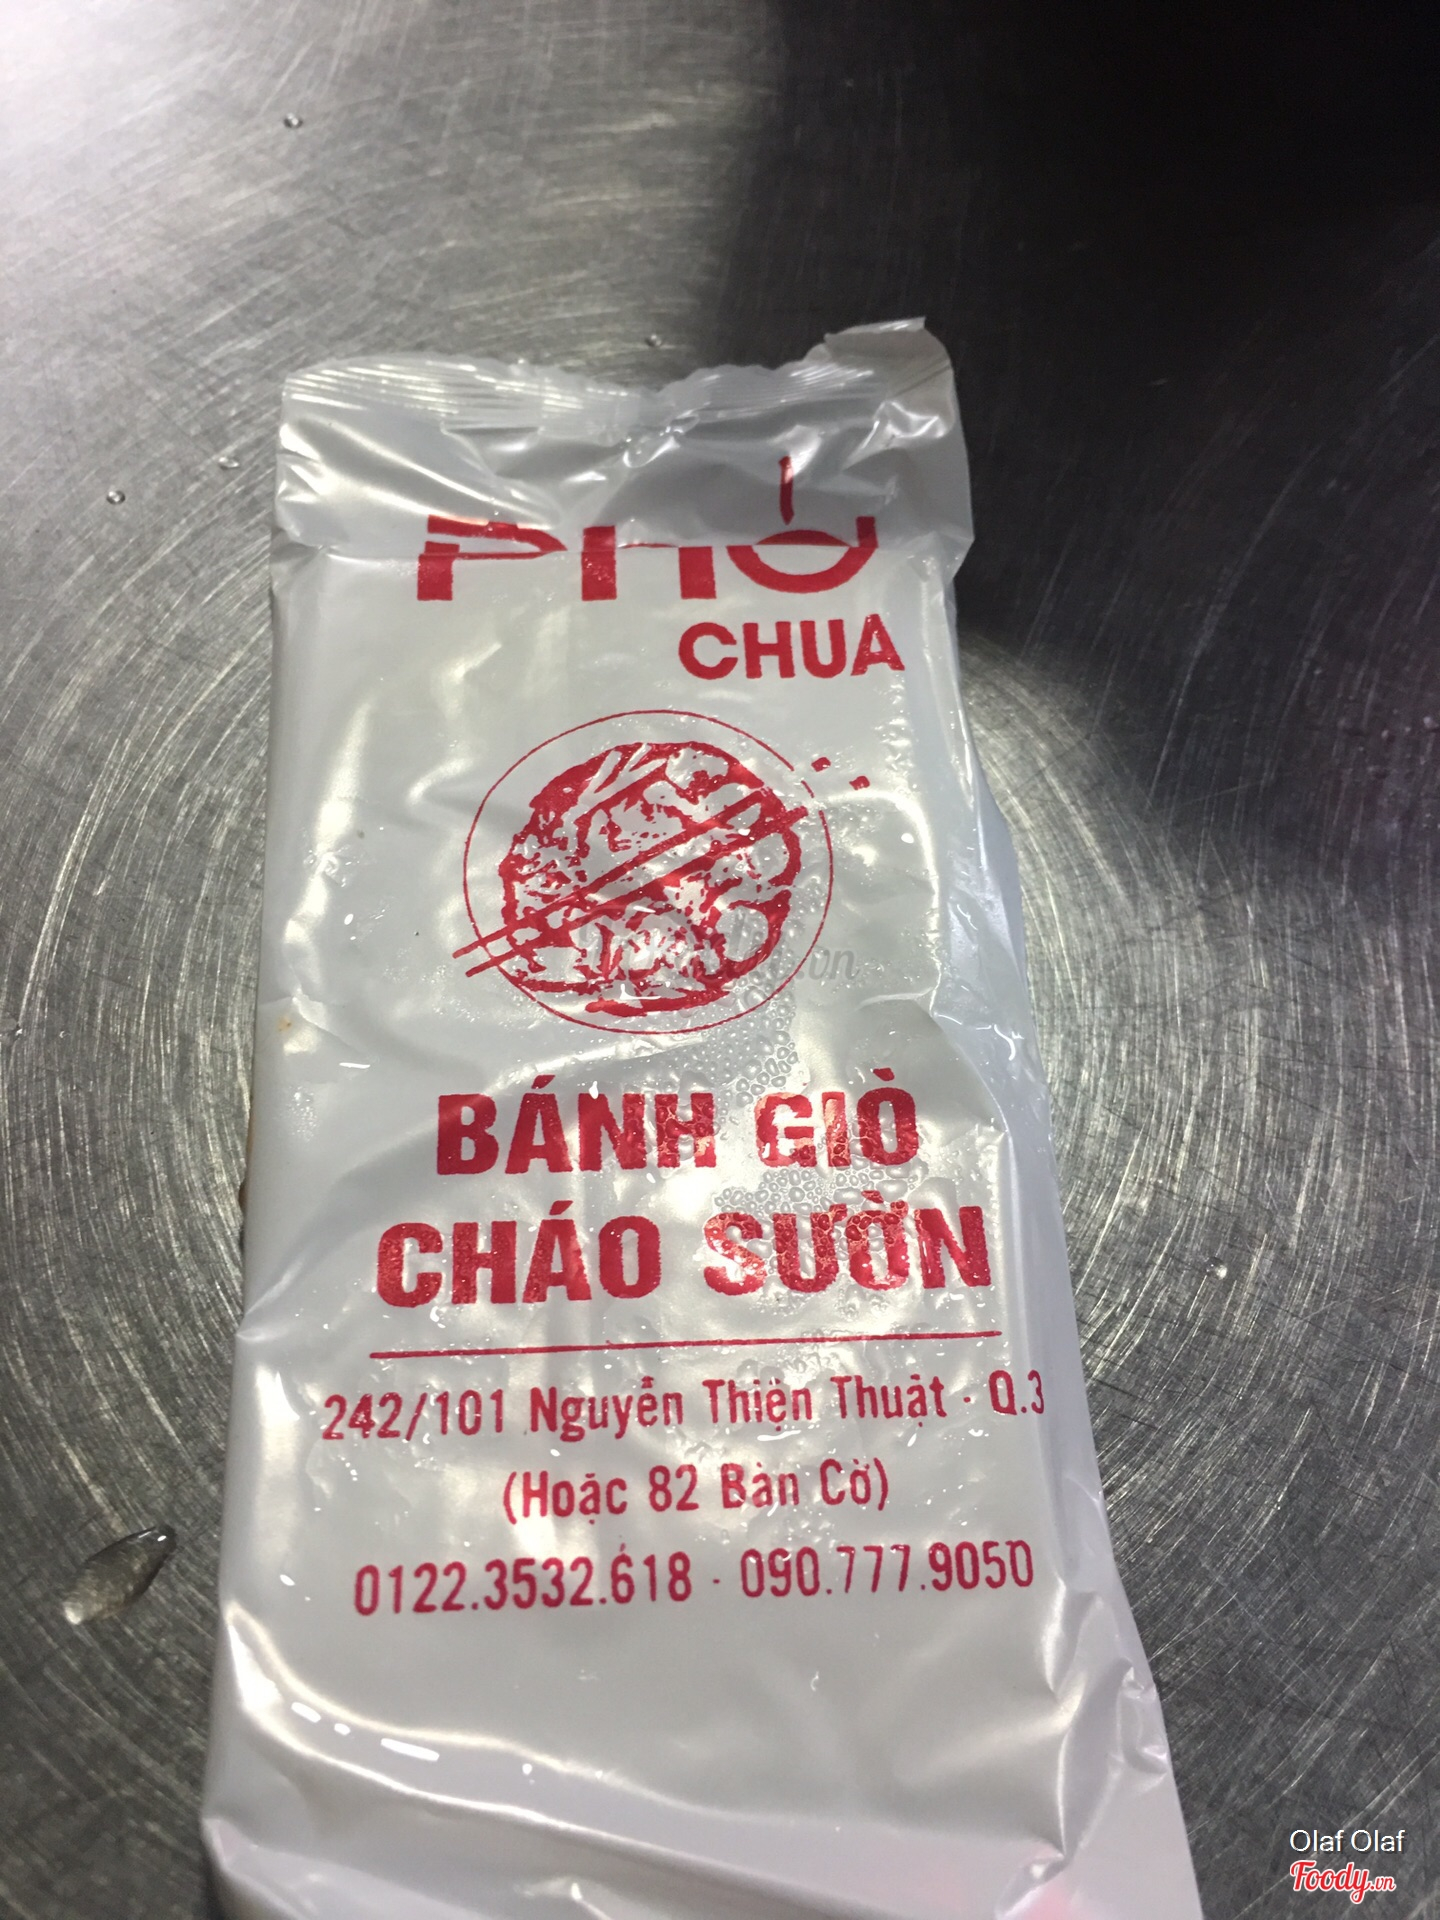 PHỞ
CHUA
BÁNH GIÒ
CHÁO SƯỜN
242/101 Nguyễn Thiện Thuật - Q.3
(Hoặc 82 Bàn Cờ)
0122.3532.618 - 090.777.9050
Olaf Olaf
Foody.vn